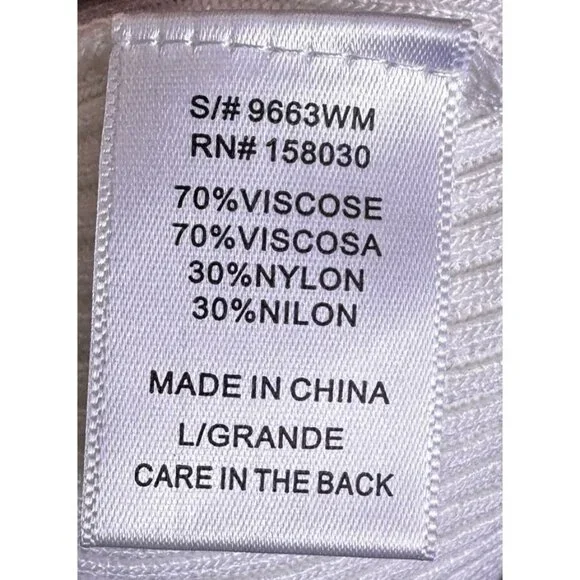 S/# 9663WM
RN# 158030
70%VISCOSE
70%VISCOSA
30%NYLON
30%NILON
MADE IN CHINA
L/GRANDE
CARE IN THE BACK